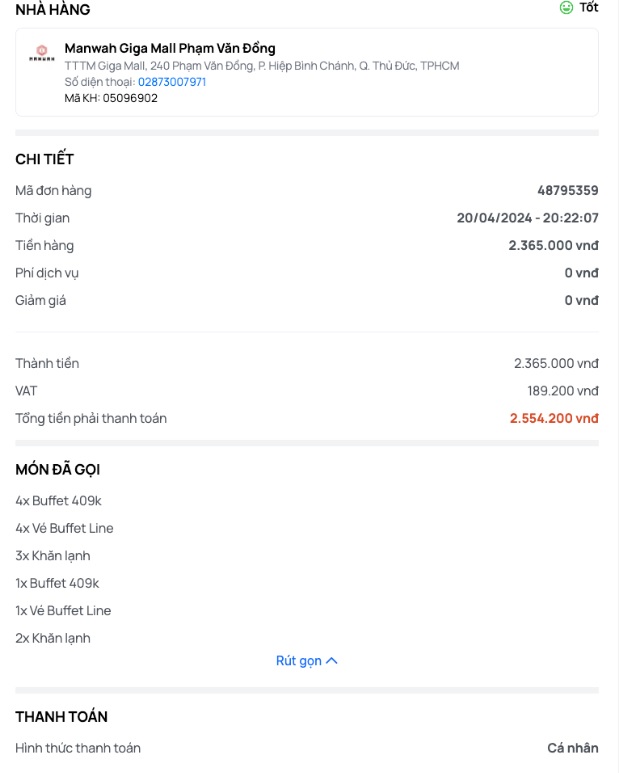 NHÀ HÀNG Tốt
MANWAH
Manwah Giga Mall Phạm Văn Đồng
TTTM Giga Mall, 240 Phạm Văn Đồng, P. Hiệp Bình Chánh, Q. Thủ Đức, TPHCM
Số điện thoại: 02873007971
Mã KH: 05096902
CHI TIẾT
Mã đơn hàng 48795359
Thời gian 20/04/2024 - 20:22:07
Tiền hàng 2.365.000 vnđ
Phí dịch vụ 0 vnđ
Giảm giá 0 vnđ
Thành tiền 2.365.000 vnđ
VAT 189.200 vnđ
Tổng tiền phải thanh toán 2.554.200 vnđ
MÓN ĐÃ GỌI
4x Buffet 409k
4x Vé Buffet Line
3x Khăn lạnh
1x Buffet 409k
1x Vé Buffet Line
2x Khăn lạnh
Rút gọn
THANH TOÁN
Hình thức thanh toán Cá nhân